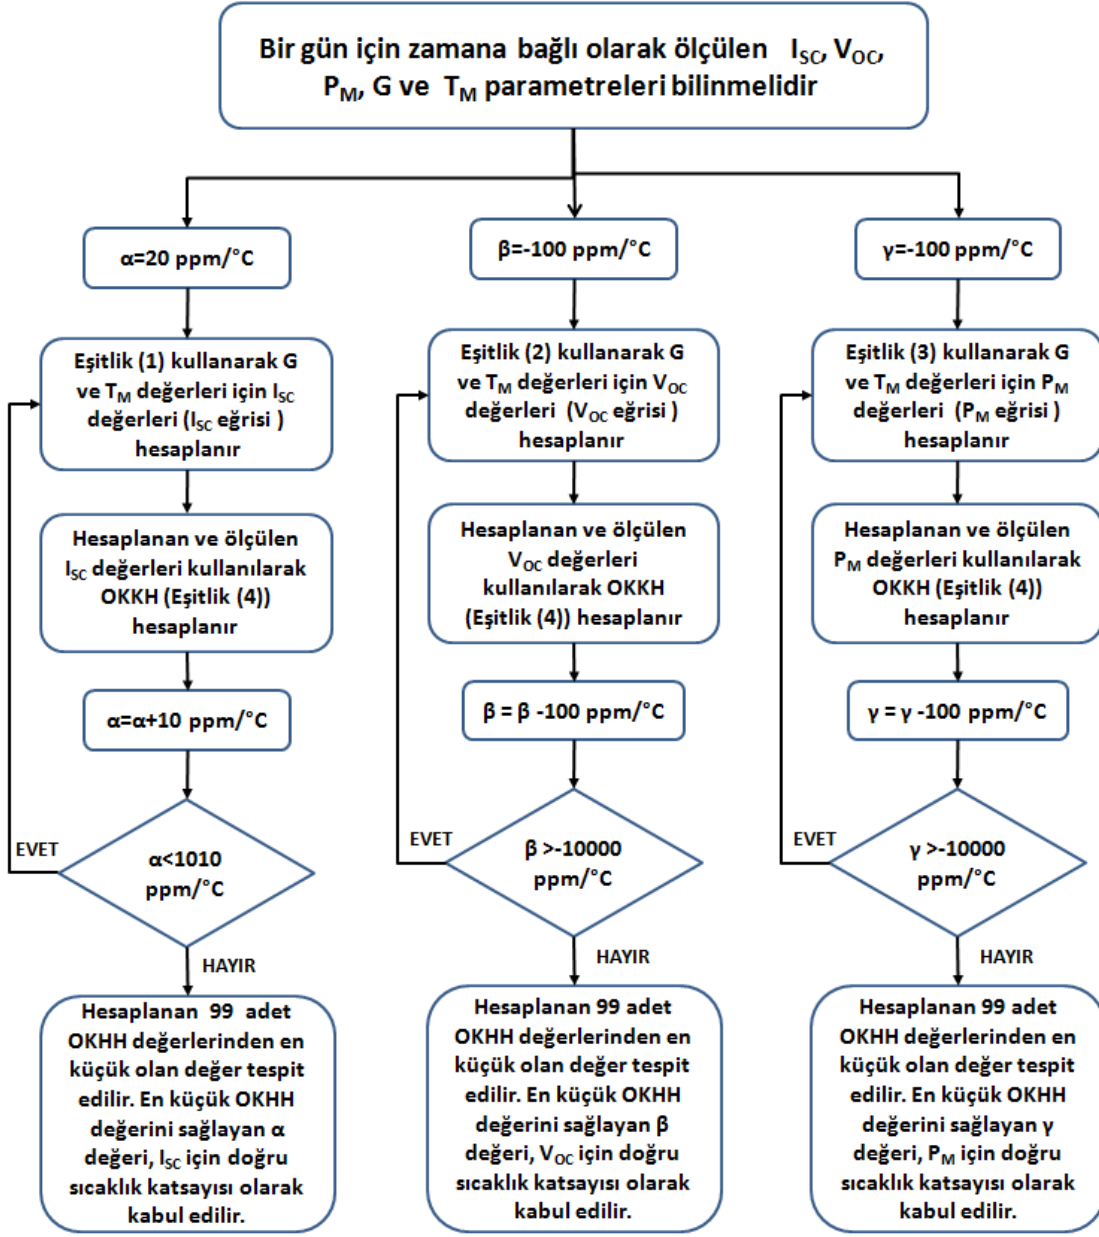 Bir gün için zamana bağlı olarak ölçülen I_SC, V_OC,
P_M, G ve T_M parametreleri bilinmelidir
α=20 ppm/°C
Eşitlik (1) kullanarak G
ve T_M değerleri için I_SC
değerleri (I_SC eğrisi )
hesaplanır
Hesaplanan ve ölçülen
I_SC değerleri kullanılarak
OKKH (Eşitlik (4))
hesaplanır
α=α+10 ppm/°C
EVET
α<1010
ppm/°C
HAYIR
Hesaplanan 99 adet
OKHH değerlerinden en
küçük olan değer tespit
edilir. En küçük OKHH
değerini sağlayan α
değeri, I_SC için doğru
sıcaklık katsayısı olarak
kabul edilir.
β=-100 ppm/°C
Eşitlik (2) kullanarak G
ve T_M değerleri için V_OC
değerleri (V_OC eğrisi )
hesaplanır
Hesaplanan ve ölçülen
V_OC değerleri
kullanılarak OKKH
(Eşitlik (4)) hesaplanır
β = β -100 ppm/°C
EVET
β >-10000
ppm/°C
HAYIR
Hesaplanan 99 adet
OKHH değerlerinden en
küçük olan değer tespit
edilir. En küçük OKHH
değerini sağlayan β
değeri, V_OC için doğru
sıcaklık katsayısı olarak
kabul edilir.
γ=-100 ppm/°C
Eşitlik (3) kullanarak G
ve T_M değerleri için P_M
değerleri (P_M eğrisi )
hesaplanır
Hesaplanan ve ölçülen
P_M değerleri kullanılarak
OKKH (Eşitlik (4))
hesaplanır
γ = γ -100 ppm/°C
EVET
γ >-10000
ppm/°C
HAYIR
Hesaplanan 99 adet
OKHH değerlerinden en
küçük olan değer tespit
edilir. En küçük OKHH
değerini sağlayan γ
değeri, P_M için doğru
sıcaklık katsayısı olarak
kabul edilir.